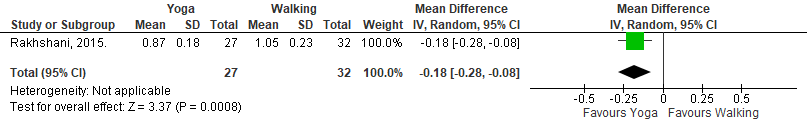 Yoga Walking Mean Difference Mean Difference
Study or Subgroup Mean SD Total Mean SD Total Weight IV, Random, 95% CI IV, Random, 95% CI
Rakhshani, 2015. 0.87 0.18 27 1.05 0.23 32 100.0% -0.18 [-0.28, -0.08]
Total (95% CI) 27 32 100.0% -0.18 [-0.28, -0.08]
Heterogeneity: Not applicable
Test for overall effect: Z = 3.37 (P = 0.0008)
-0.5 -0.25 0 0.25 0.5
Favours Yoga Favours Walking